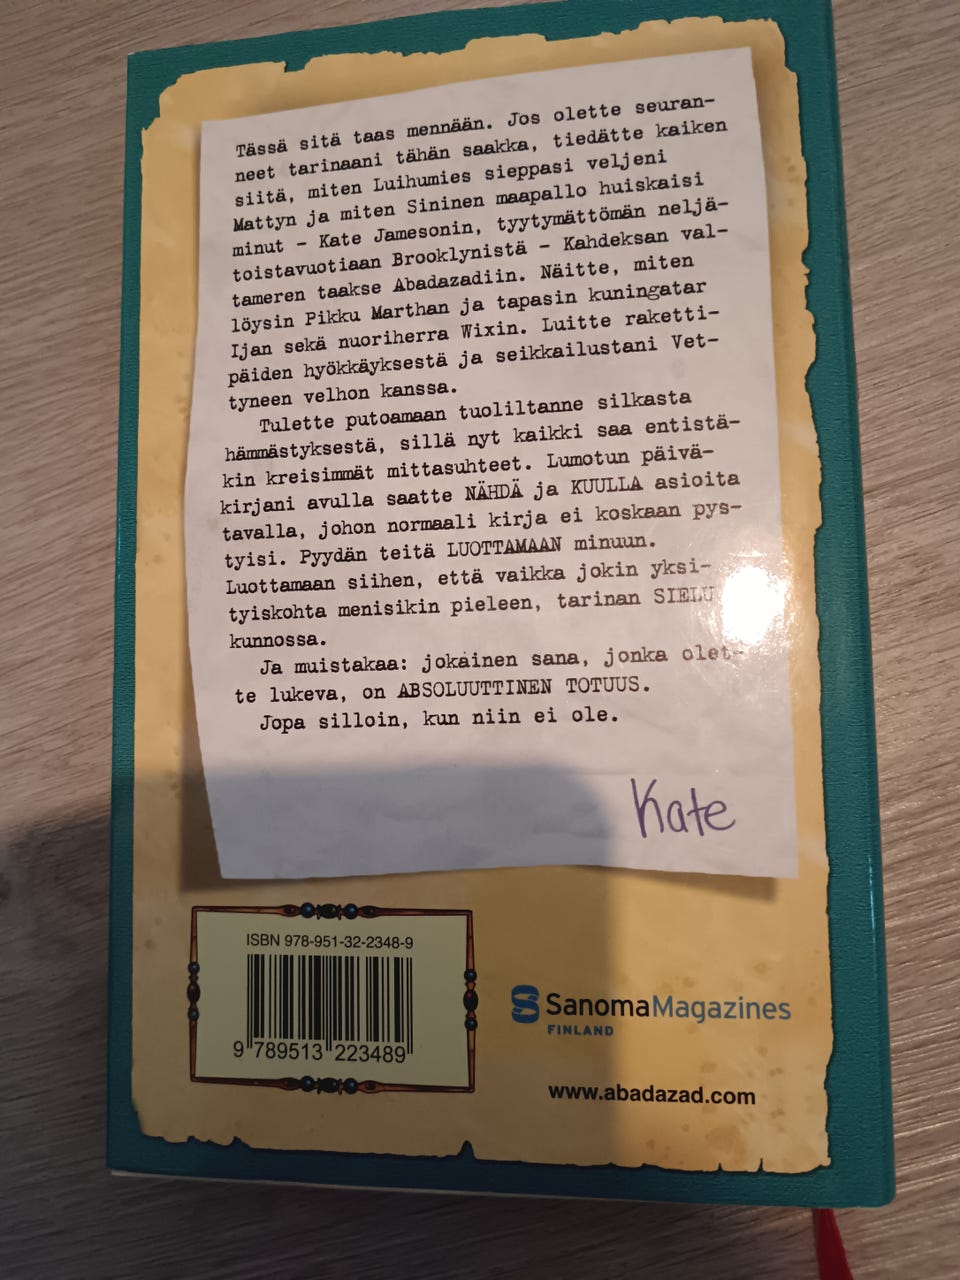 Tässä sitä taas mennään. Jos olette seuran-
neet tarinaani tähän saakka, tiedätte kaiken
siitä, miten Luihumies sieppasi veljeni
Mattyn ja miten Sininen maapallo huiskaisi
minut – Kate Jamesonin, tyytymättömän neljä-
toistavuotiaan Brooklynistä – Kahdeksan val-
tameren taakse Abadazadiin. Näitte, miten
löysin Pikku Marthan ja tapasin kuningatar
Ijan sekä nuoriherra Wixin. Luitte raketti-
päiden hyökkäyksestä ja seikkailustani Vet-
tyneen velhon kanssa.
Tulette putoamaan tuoliltanne silkasta
hämmästyksestä, sillä nyt kaikki saa entistä-
kin kreisimmät mittasuhteet. Lumotun päivä-
kirjani avulla saatte NÄHDÄ ja KUULLA asioita
tavalla, johon normaali kirja ei koskaan pys-
tyisi. Pyydän teitä LUOTTAMAAN minuun.
Luottamaan siihen, että vaikka jokin yksi-
tyiskohta menisikin pieleen, tarinan SIELU
kunnossa.
Ja muistakaa: jokainen sana, jonka olet-
te lukeva, on ABSOLUUTTINEN TOTUUS.
Jopa silloin, kun niin ei ole.
Kate
ISBN 978-951-32-2348-9
9 789513 223489
SanomaMagazines
FINLAND
www.abadazad.com